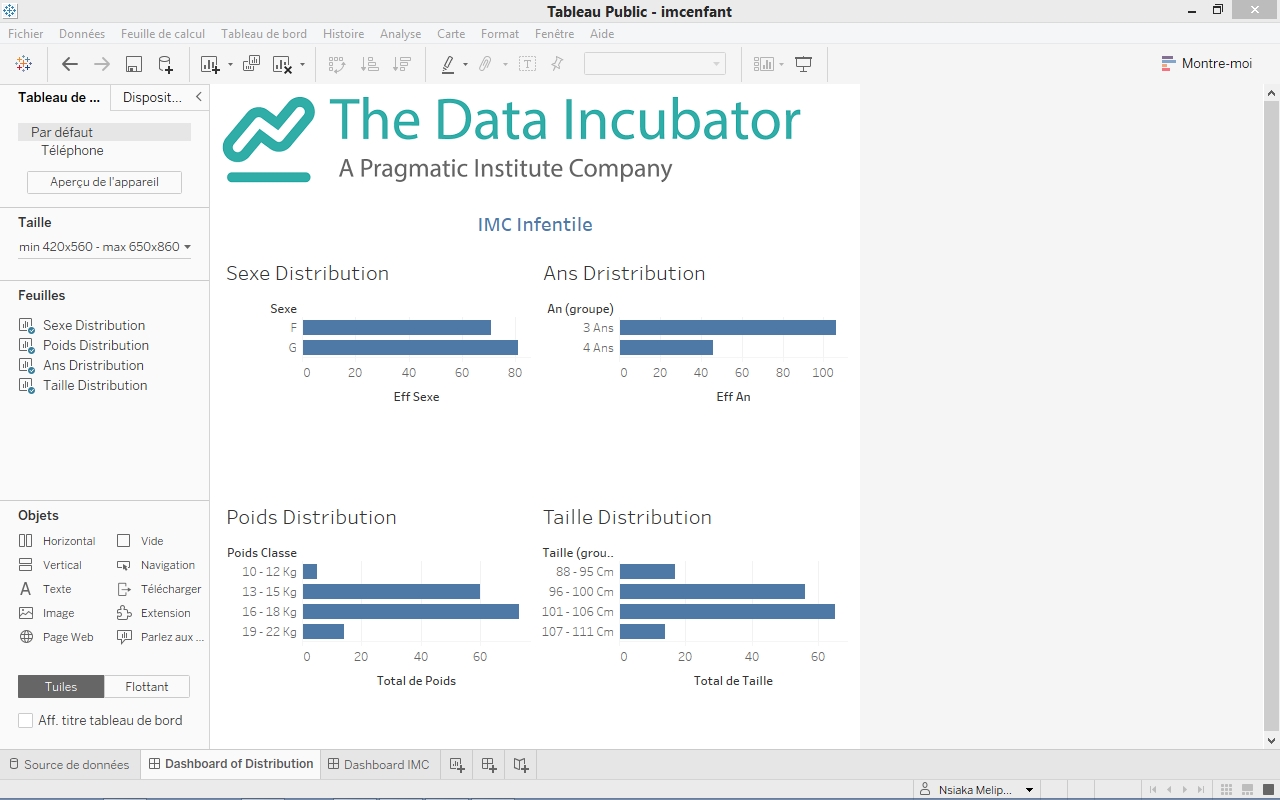 Tableau Public - imcenfant
Fichier Données Feuille de calcul Tableau de bord Histoire Analyse Carte Format Fenêtre Aide
Montre-moi
Tableau de ... Disposit...
Par défaut
Téléphone
Aperçu de l'appareil
Taille
min 420x560 - max 650x860
Feuilles
Sexe Distribution
Poids Distribution
Ans Dristribution
Taille Distribution
Objets
Horizontal Vide
Vertical Navigation
Texte Télécharger
Image Extension
Page Web Parlez aux ...
Tuiles Flottant
Aff. titre tableau de bord
The Data Incubator
A Pragmatic Institute Company
IMC Infentile
Sexe Distribution
Sexe
F
G
0 20 40 60 80
Eff Sexe
Ans Dristribution
An (groupe)
3 Ans
4 Ans
0 20 40 60 80 100
Eff An
Poids Distribution
Poids Classe
10 - 12 Kg
13 - 15 Kg
16 - 18 Kg
19 - 22 Kg
0 20 40 60
Total de Poids
Taille Distribution
Taille (grou..
88 - 95 Cm
96 - 100 Cm
101 - 106 Cm
107 - 111 Cm
0 20 40 60
Total de Taille
Source de données Dashboard of Distribution Dashboard IMC
Nsiaka Melip...